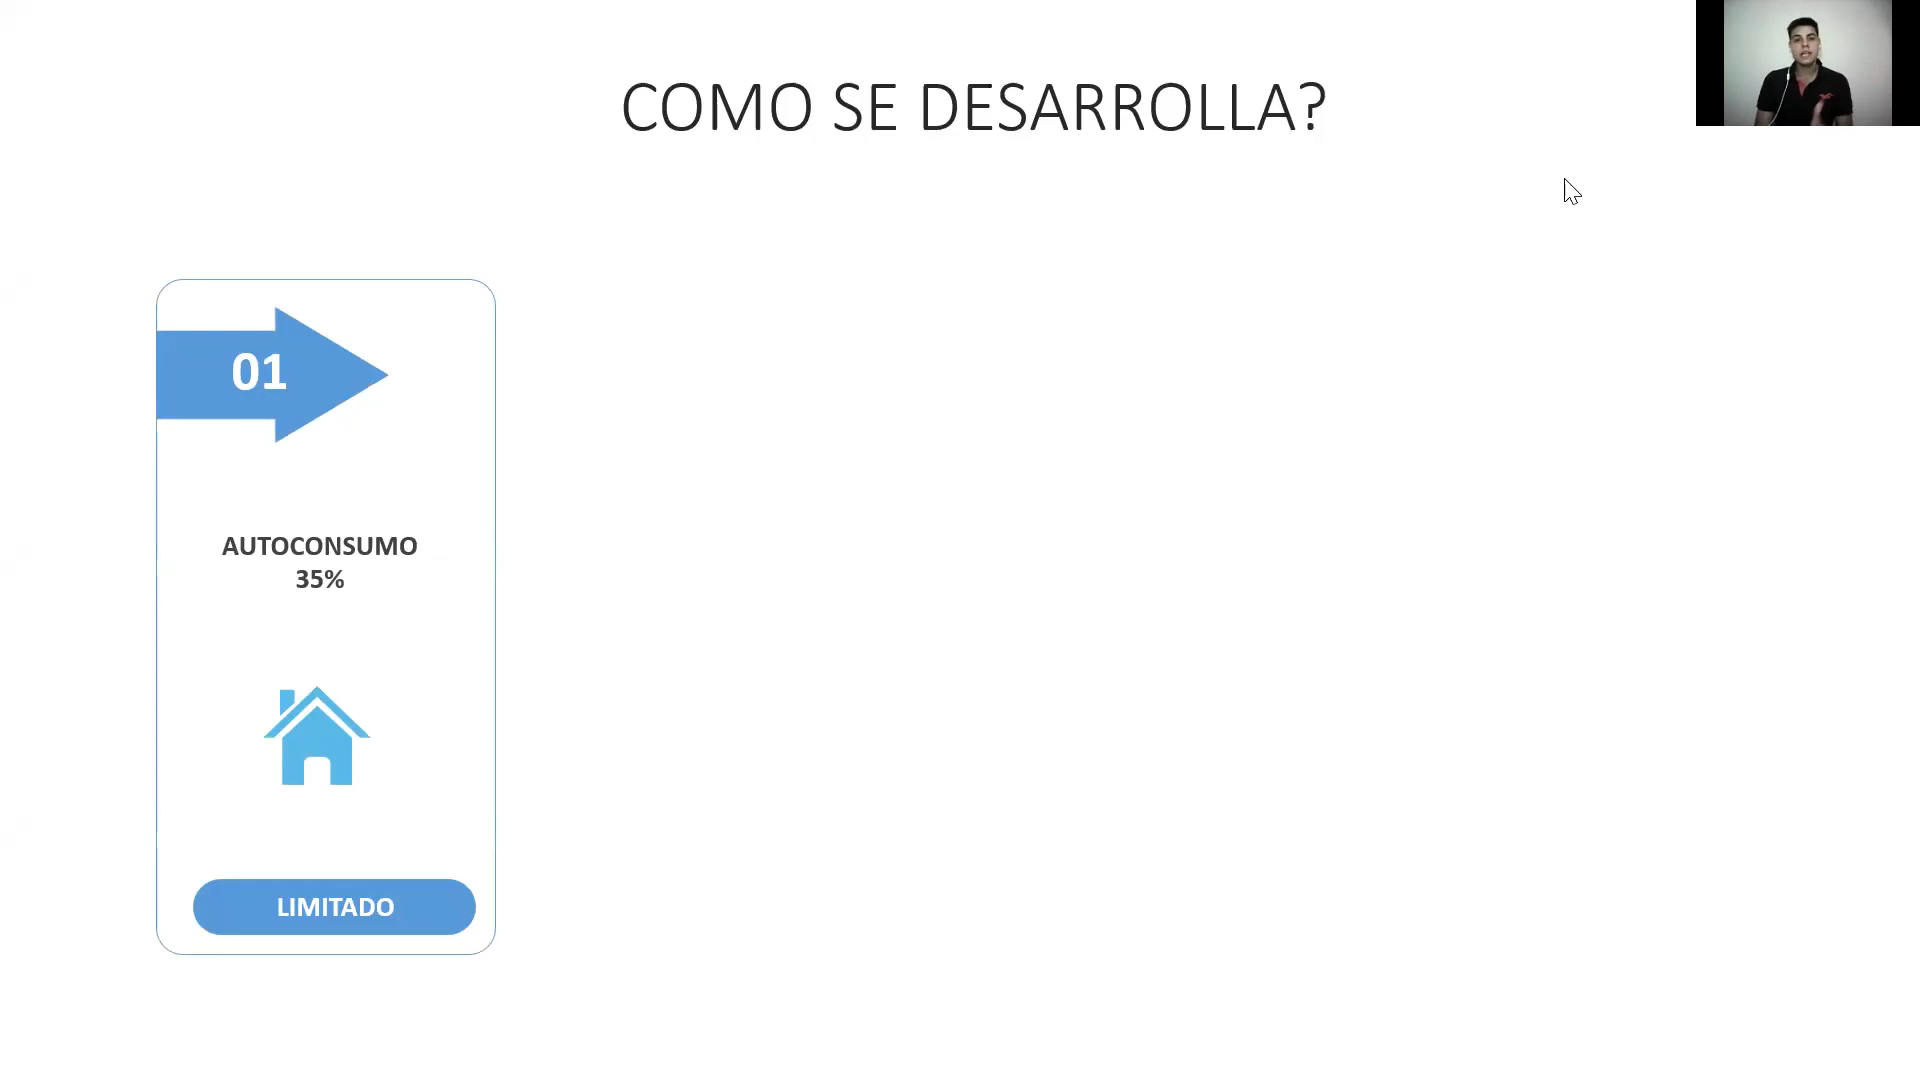 COMO SE DESARROLLA?
01
AUTOCONSUMO
35%
LIMITADO